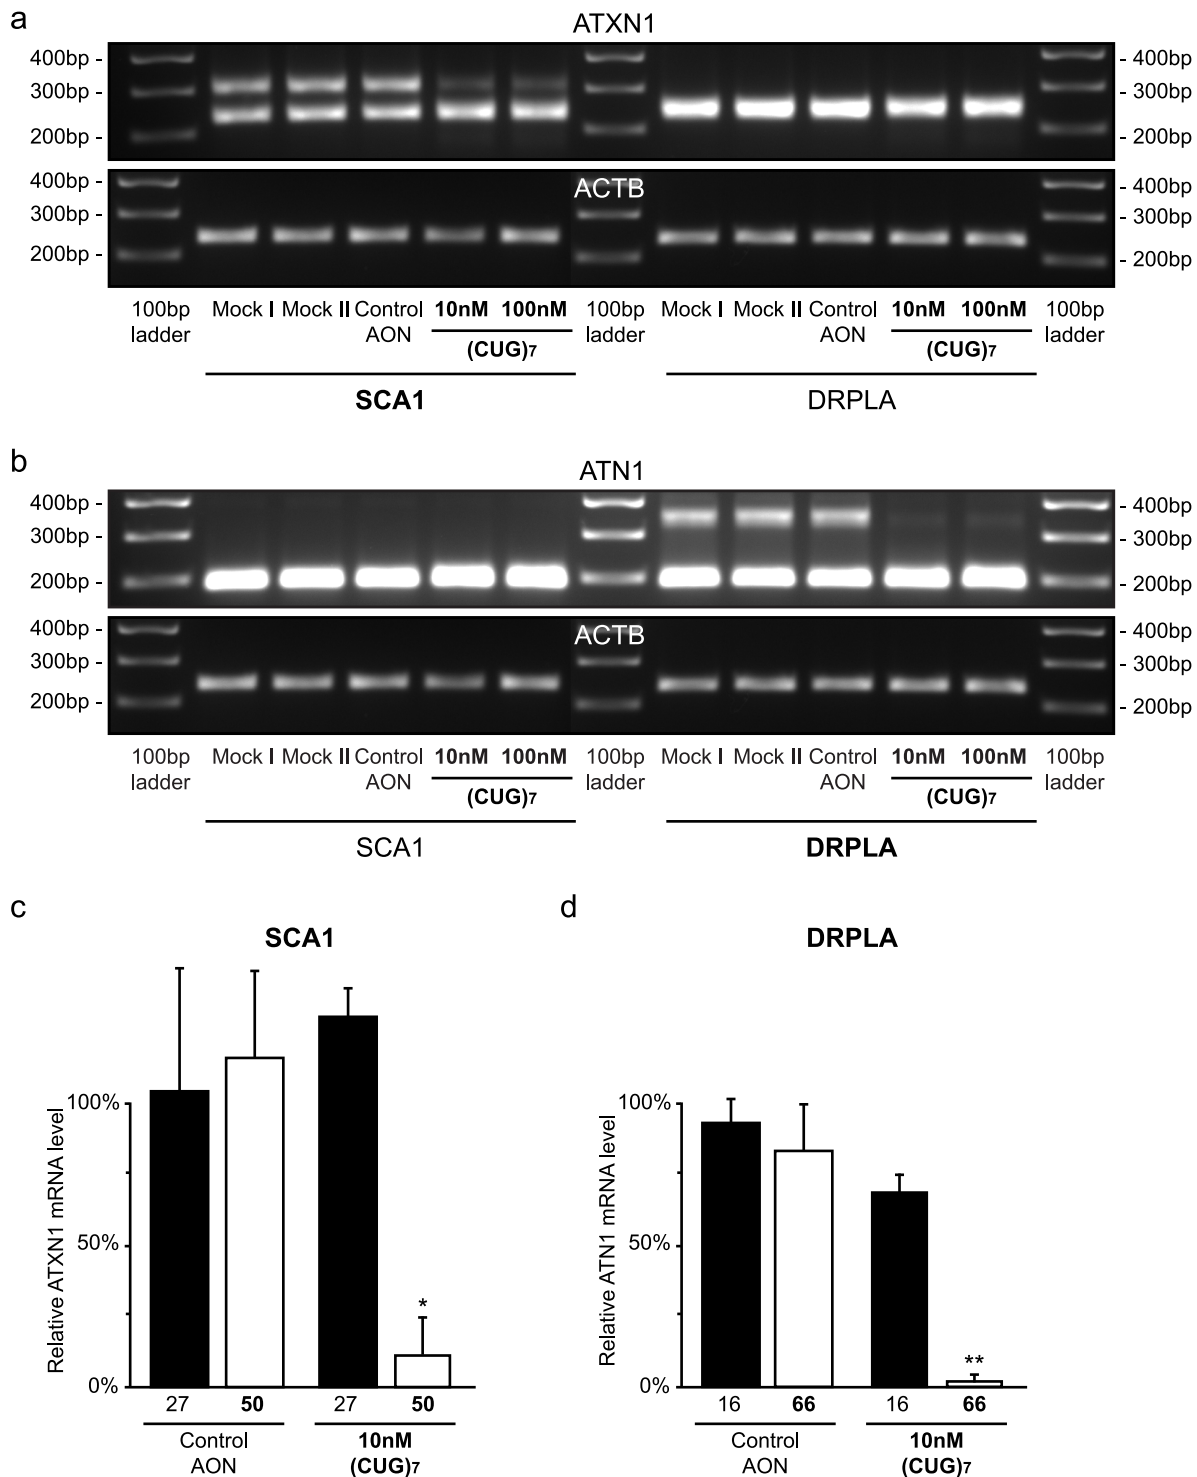 a
ATXN1
400bp - - 400bp
300bp - - 300bp
200bp - - 200bp
400bp - ACTB - 400bp
300bp - - 300bp
200bp - - 200bp
100bp Mock I Mock II Control 10nM 100nM 100bp Mock I Mock II Control 10nM 100nM 100bp
ladder AON (CUG)7 ladder AON (CUG)7 ladder
SCA1 DRPLA
b
ATN1
400bp - - 400bp
300bp - - 300bp
200bp - - 200bp
400bp - ACTB - 400bp
300bp - - 300bp
200bp - - 200bp
100bp Mock I Mock II Control 10nM 100nM 100bp Mock I Mock II Control 10nM 100nM 100bp
ladder AON (CUG)7 ladder AON (CUG)7 ladder
SCA1 DRPLA
c
SCA1
Relative ATXN1 mRNA level
100%
50%
0%
*
27 50 27 50
Control 10nM
AON (CUG)7
d
DRPLA
Relative ATN1 mRNA level
100%
50%
0%
**
16 66 16 66
Control 10nM
AON (CUG)7